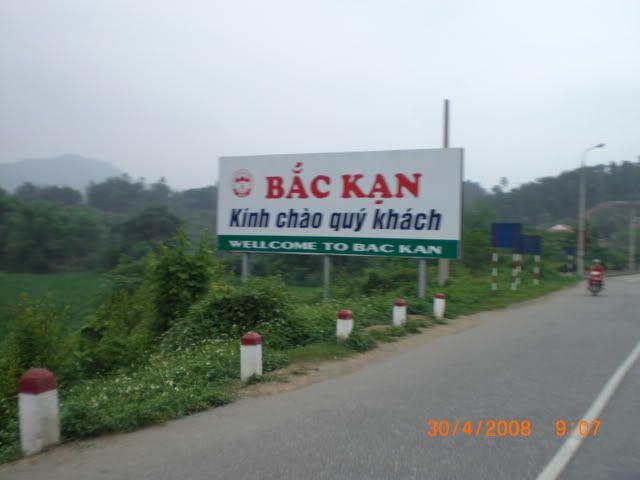 BẮC KẠN
Kính chào quý khách
WELLCOME TO BAC KAN
30/4/2008 9:07